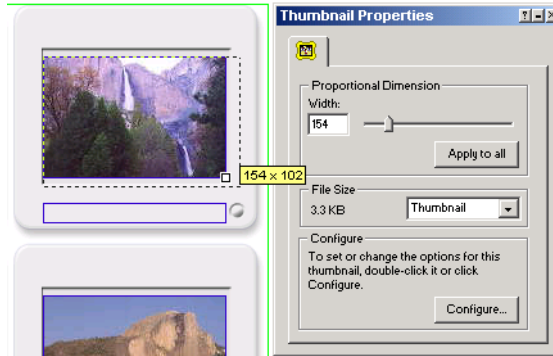 Thumbnail Properties
Proportional Dimension
Width:
154
Apply to all
154 × 102
File Size
3.3 KB
Thumbnail
Configure
To set or change the options for this
thumbnail, double-click it or click
Configure.
Configure...